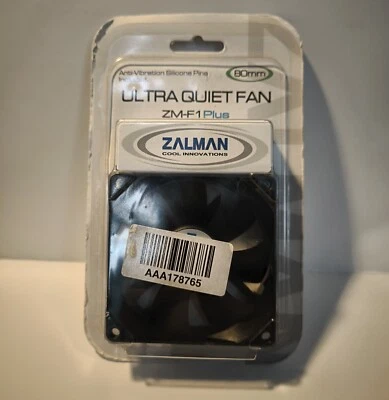 Anti-Vibration Silicone Pins
80mm
ULTRA QUIET FAN
ZM-F1 Plus
ZALMAN
COOL INNOVATIONS
AAA178765